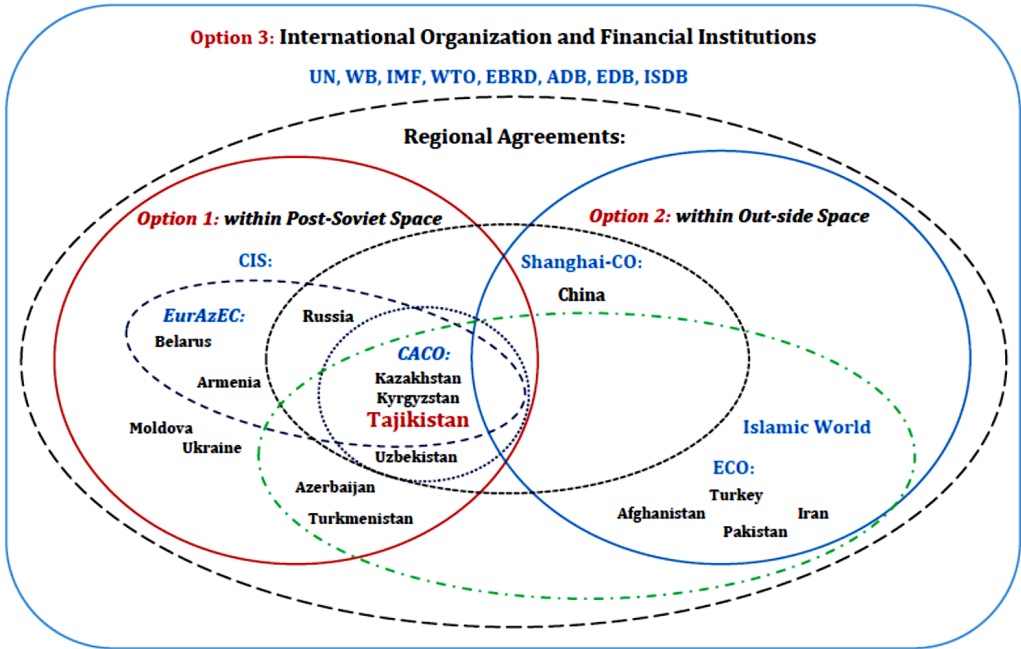 Option 3: International Organization and Financial Institutions
UN, WB, IMF, WTO, EBRD, ADB, EDB, ISDB
Regional Agreements:
Option 1: within Post-Soviet Space
Option 2: within Out-side Space
CIS:
Shanghai-CO:
China
EurAzEC:
Russia
Belarus
CACO:
Armenia
Kazakhstan
Kyrgyzstan
Tajikistan
Moldova
Ukraine
Uzbekistan
Islamic World
ECO:
Azerbaijan
Turkey
Turkmenistan
Afghanistan
Iran
Pakistan